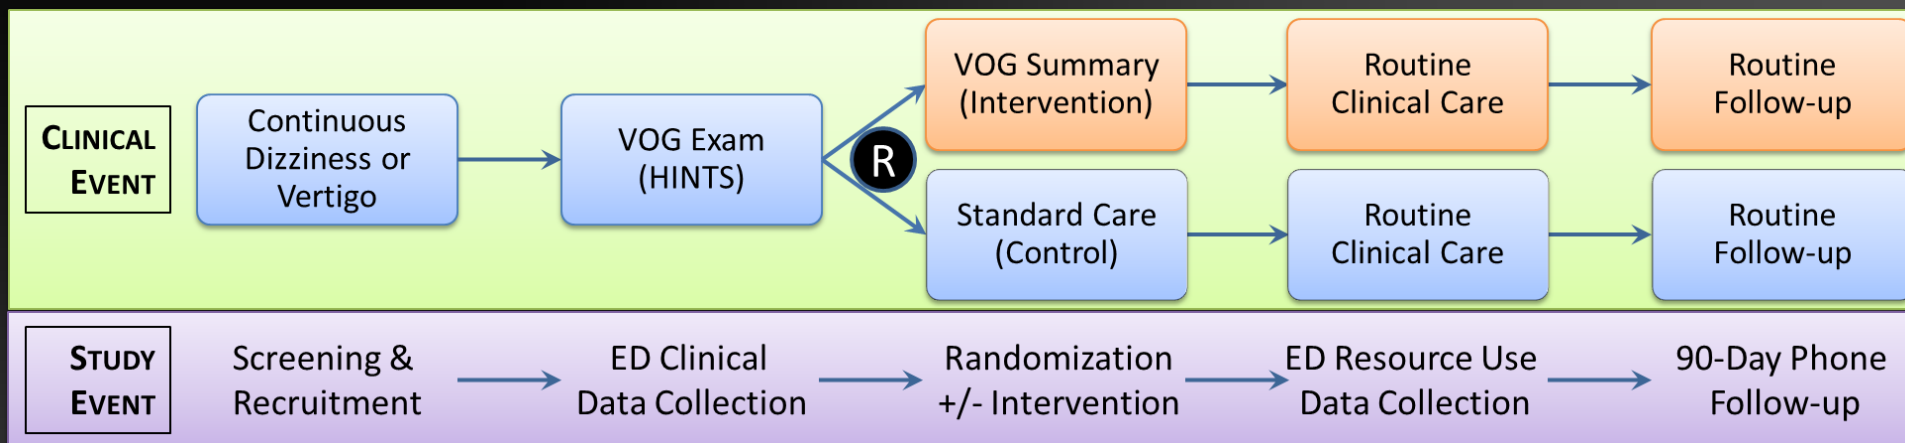 CLINICAL
EVENT
Continuous
Dizziness or
Vertigo
VOG Exam
(HINTS)
R
VOG Summary
(Intervention)
Routine
Clinical Care
Routine
Follow-up
Standard Care
(Control)
Routine
Clinical Care
Routine
Follow-up
STUDY
EVENT
Screening &
Recruitment
ED Clinical
Data Collection
Randomization
+/- Intervention
ED Resource Use
Data Collection
90-Day Phone
Follow-up